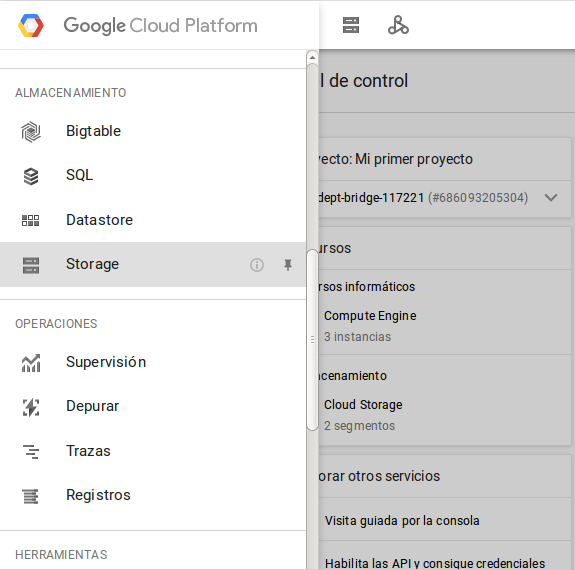 Google Cloud Platform
ALMACENAMIENTO
Bigtable
SQL
Datastore
Storage
OPERACIONES
Supervisión
Depurar
Trazas
Registros
HERRAMIENTAS
l de control
yecto: Mi primer proyecto
dept-bridge-117221 (#686093205304)
ursos
rsos informáticos
Compute Engine
3 instancias
cenamiento
Cloud Storage
2 segmentos
orar otros servicios
Visita guiada por la consola
Habilita las API y consigue credenciales